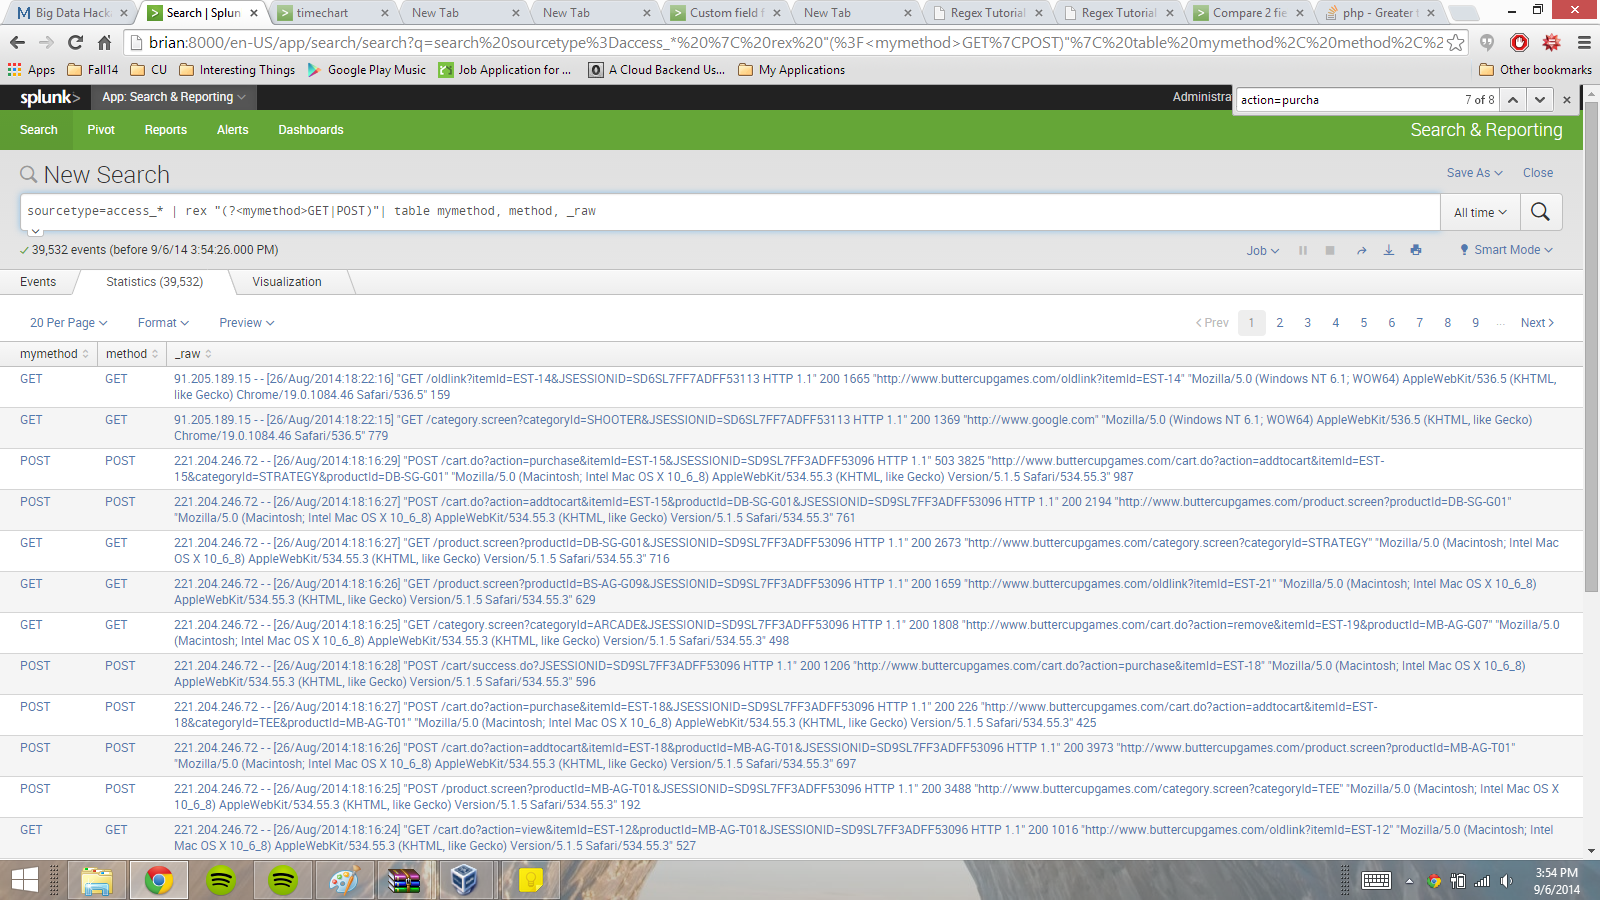 Big Data Hack
Search | Splun
timechart
New Tab
New Tab
Custom field f
New Tab
Regex Tutorial
Regex Tutorial
Compare 2 fie
php - Greater t
brian:8000/en-US/app/search/search?q=search%20sourcetype%3Daccess_*%20%7C%20rex%20"(%3F<mymethod>GET%7CPOST)"%7C%20table%20mymethod%2C%20method%2C%2
Apps
Fall14
CU
Interesting Things
Google Play Music
Job Application for ...
A Cloud Backend Us...
My Applications
Other bookmarks
splunk>
App: Search & Reporting
Administra
action=purcha
7 of 8
Search
Pivot
Reports
Alerts
Dashboards
Search & Reporting
New Search
Save As
Close
sourcetype=access_* | rex "(?<mymethod>GET|POST)"| table mymethod, method, _raw
All time
39,532 events (before 9/6/14 3:54:26.000 PM)
Job
Smart Mode
Events
Statistics (39,532)
Visualization
20 Per Page
Format
Preview
< Prev 1 2 3 4 5 6 7 8 9 ... Next >
mymethod method _raw
GET GET 91.205.189.15 - - [26/Aug/2014:18:22:16] "GET /oldlink?itemId=EST-14&JSESSIONID=SD6SL7FF7ADFF53113 HTTP 1.1" 200 1665 "http://www.buttercupgames.com/oldlink?itemId=EST-14" "Mozilla/5.0 (Windows NT 6.1; WOW64) AppleWebKit/536.5 (KHTML,
like Gecko) Chrome/19.0.1084.46 Safari/536.5" 159
GET GET 91.205.189.15 - - [26/Aug/2014:18:22:15] "GET /category.screen?categoryId=SHOOTER&JSESSIONID=SD6SL7FF7ADFF53113 HTTP 1.1" 200 1369 "http://www.google.com" "Mozilla/5.0 (Windows NT 6.1; WOW64) AppleWebKit/536.5 (KHTML, like Gecko)
Chrome/19.0.1084.46 Safari/536.5" 779
POST POST 221.204.246.72 - - [26/Aug/2014:18:16:29] "POST /cart.do?action=purchase&itemId=EST-15&JSESSIONID=SD9SL7FF3ADFF53096 HTTP 1.1" 503 3825 "http://www.buttercupgames.com/cart.do?action=addtocart&itemId=EST-
15&categoryId=STRATEGY&productId=DB-SG-G01" "Mozilla/5.0 (Macintosh; Intel Mac OS X 10_6_8) AppleWebKit/534.55.3 (KHTML, like Gecko) Version/5.1.5 Safari/534.55.3" 987
POST POST 221.204.246.72 - - [26/Aug/2014:18:16:27] "POST /cart.do?action=addtocart&itemId=EST-15&productId=DB-SG-G01&JSESSIONID=SD9SL7FF3ADFF53096 HTTP 1.1" 200 2194 "http://www.buttercupgames.com/product.screen?productId=DB-SG-G01"
"Mozilla/5.0 (Macintosh; Intel Mac OS X 10_6_8) AppleWebKit/534.55.3 (KHTML, like Gecko) Version/5.1.5 Safari/534.55.3" 761
GET GET 221.204.246.72 - - [26/Aug/2014:18:16:27] "GET /product.screen?productId=DB-SG-G01&JSESSIONID=SD9SL7FF3ADFF53096 HTTP 1.1" 200 2673 "http://www.buttercupgames.com/category.screen?categoryId=STRATEGY" "Mozilla/5.0 (Macintosh; Intel Mac
OS X 10_6_8) AppleWebKit/534.55.3 (KHTML, like Gecko) Version/5.1.5 Safari/534.55.3" 716
GET GET 221.204.246.72 - - [26/Aug/2014:18:16:26] "GET /product.screen?productId=BS-AG-G09&JSESSIONID=SD9SL7FF3ADFF53096 HTTP 1.1" 200 1659 "http://www.buttercupgames.com/oldlink?itemId=EST-21" "Mozilla/5.0 (Macintosh; Intel Mac OS X 10_6_8)
AppleWebKit/534.55.3 (KHTML, like Gecko) Version/5.1.5 Safari/534.55.3" 629
GET GET 221.204.246.72 - - [26/Aug/2014:18:16:25] "GET /category.screen?categoryId=ARCADE&JSESSIONID=SD9SL7FF3ADFF53096 HTTP 1.1" 200 1808 "http://www.buttercupgames.com/cart.do?action=remove&itemId=EST-19&productId=MB-AG-G07" "Mozilla/5.0
(Macintosh; Intel Mac OS X 10_6_8) AppleWebKit/534.55.3 (KHTML, like Gecko) Version/5.1.5 Safari/534.55.3" 498
POST POST 221.204.246.72 - - [26/Aug/2014:18:16:28] "POST /cart/success.do?JSESSIONID=SD9SL7FF3ADFF53096 HTTP 1.1" 200 1206 "http://www.buttercupgames.com/cart.do?action=purchase&itemId=EST-18" "Mozilla/5.0 (Macintosh; Intel Mac OS X 10_6_8)
AppleWebKit/534.55.3 (KHTML, like Gecko) Version/5.1.5 Safari/534.55.3" 596
POST POST 221.204.246.72 - - [26/Aug/2014:18:16:27] "POST /cart.do?action=purchase&itemId=EST-18&JSESSIONID=SD9SL7FF3ADFF53096 HTTP 1.1" 200 226 "http://www.buttercupgames.com/cart.do?action=addtocart&itemId=EST-
18&categoryId=TEE&productId=MB-AG-T01" "Mozilla/5.0 (Macintosh; Intel Mac OS X 10_6_8) AppleWebKit/534.55.3 (KHTML, like Gecko) Version/5.1.5 Safari/534.55.3" 425
POST POST 221.204.246.72 - - [26/Aug/2014:18:16:26] "POST /cart.do?action=addtocart&itemId=EST-18&productId=MB-AG-T01&JSESSIONID=SD9SL7FF3ADFF53096 HTTP 1.1" 200 3973 "http://www.buttercupgames.com/product.screen?productId=MB-AG-T01"
"Mozilla/5.0 (Macintosh; Intel Mac OS X 10_6_8) AppleWebKit/534.55.3 (KHTML, like Gecko) Version/5.1.5 Safari/534.55.3" 697
POST POST 221.204.246.72 - - [26/Aug/2014:18:16:25] "POST /product.screen?productId=MB-AG-T01&JSESSIONID=SD9SL7FF3ADFF53096 HTTP 1.1" 200 3488 "http://www.buttercupgames.com/category.screen?categoryId=TEE" "Mozilla/5.0 (Macintosh; Intel Mac OS X
10_6_8) AppleWebKit/534.55.3 (KHTML, like Gecko) Version/5.1.5 Safari/534.55.3" 192
GET GET 221.204.246.72 - - [26/Aug/2014:18:16:24] "GET /cart.do?action=view&itemId=EST-12&productId=MB-AG-T01&JSESSIONID=SD9SL7FF3ADFF53096 HTTP 1.1" 200 1016 "http://www.buttercupgames.com/oldlink?itemId=EST-12" "Mozilla/5.0 (Macintosh; Intel
Mac OS X 10_6_8) AppleWebKit/534.55.3 (KHTML, like Gecko) Version/5.1.5 Safari/534.55.3" 527
3:54 PM
9/6/2014